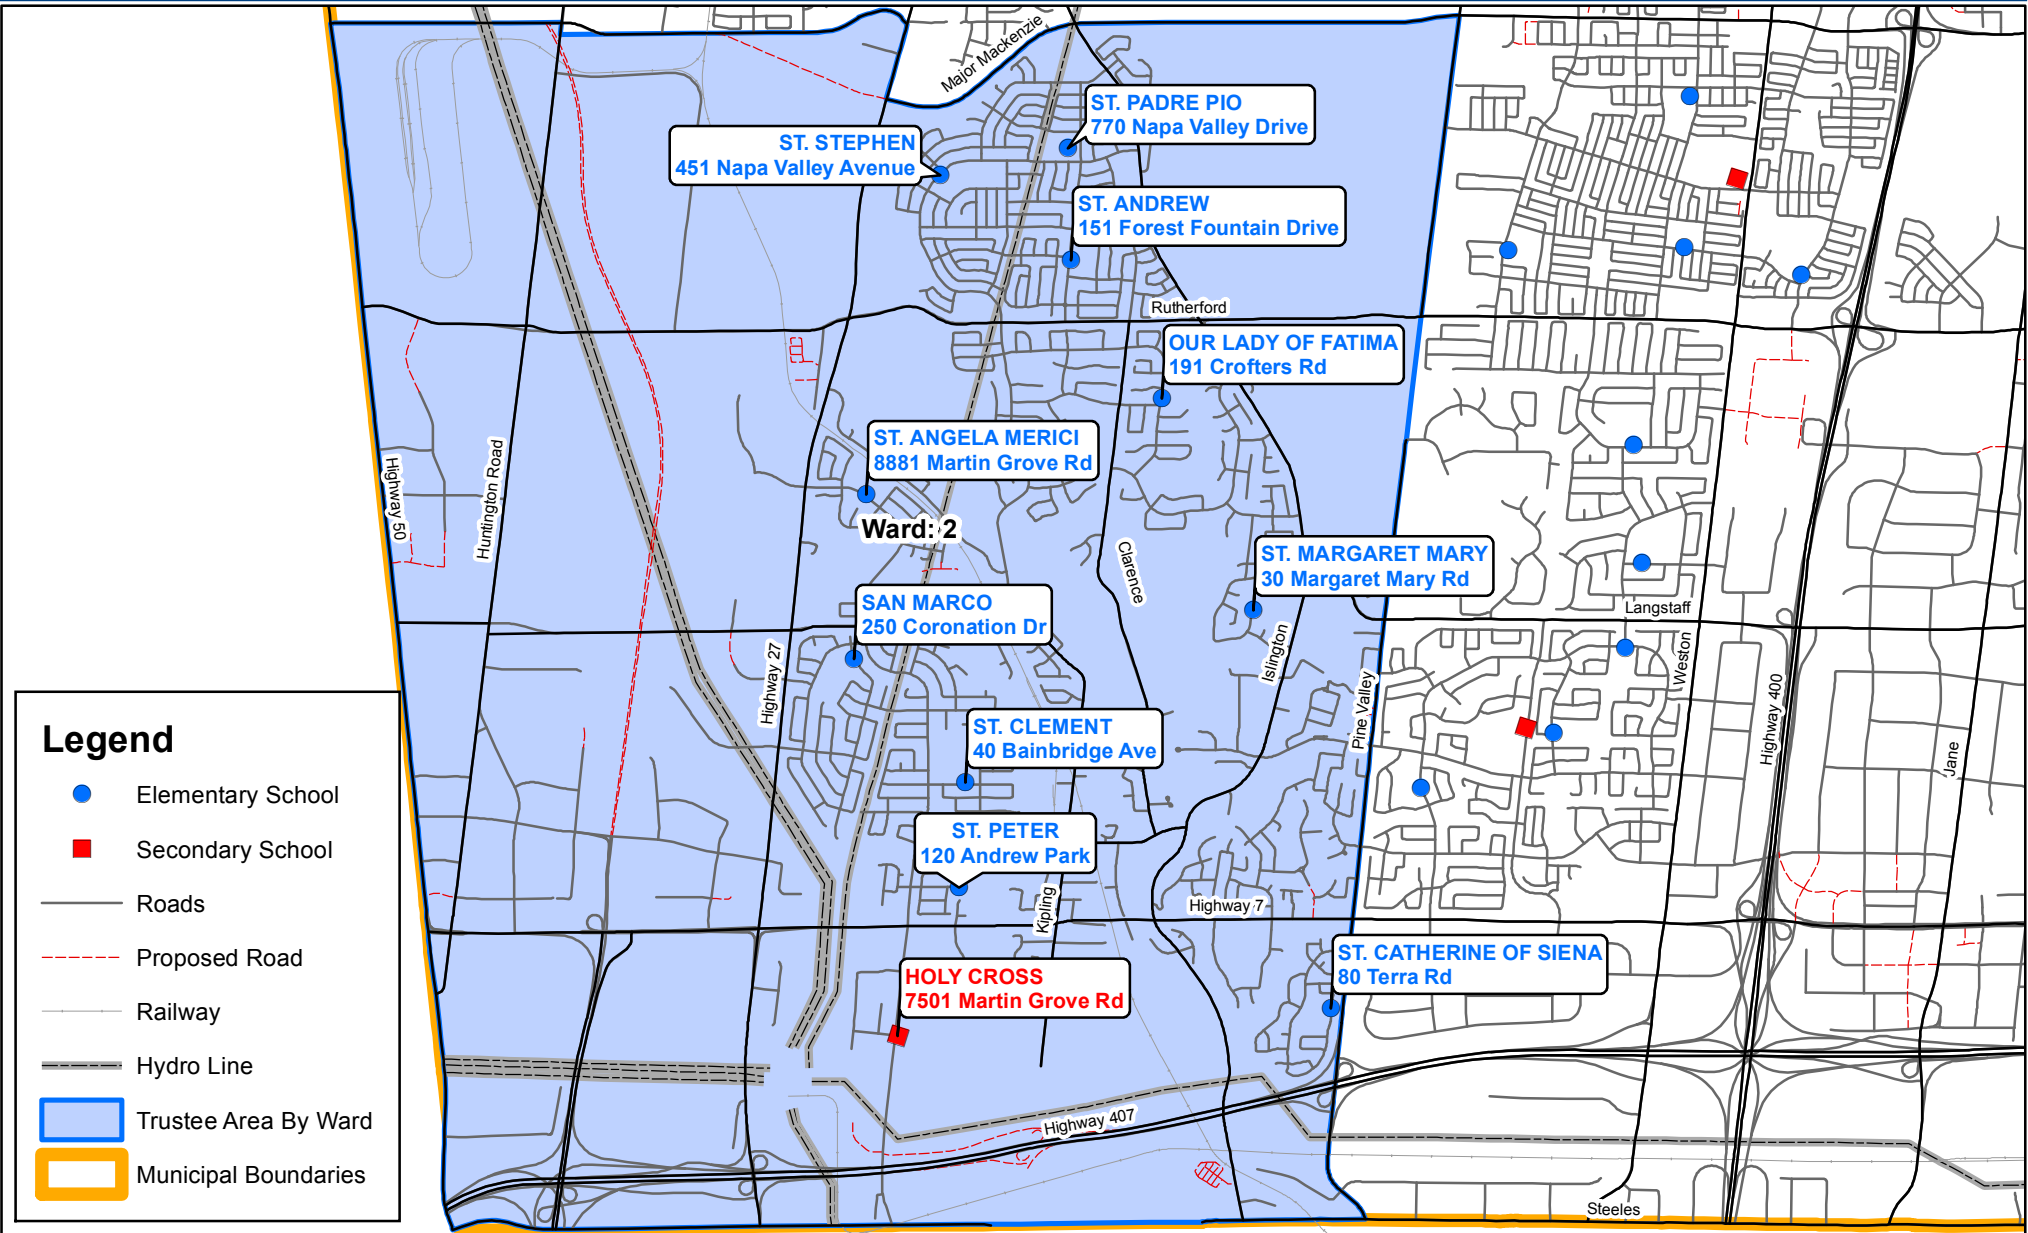 Major Mackenzie
ST. PADRE PIO
770 Napa Valley Drive
ST. STEPHEN
451 Napa Valley Avenue
ST. ANDREW
151 Forest Fountain Drive
Rutherford
OUR LADY OF FATIMA
191 Crofters Rd
ST. ANGELA MERICI
8881 Martin Grove Rd
Highway 50
Huntington Road
Ward: 2
Clarence
ST. MARGARET MARY
30 Margaret Mary Rd
SAN MARCO
250 Coronation Dr
Langstaff
Highway 27
Islington
Pine Valley
Weston
Highway 400
Jane
ST. CLEMENT
40 Bainbridge Ave
ST. PETER
120 Andrew Park
Kipling
Highway 7
ST. CATHERINE OF SIENA
80 Terra Rd
HOLY CROSS
7501 Martin Grove Rd
Highway 407
Steeles
Legend
Elementary School
Secondary School
Roads
Proposed Road
Railway
Hydro Line
Trustee Area By Ward
Municipal Boundaries